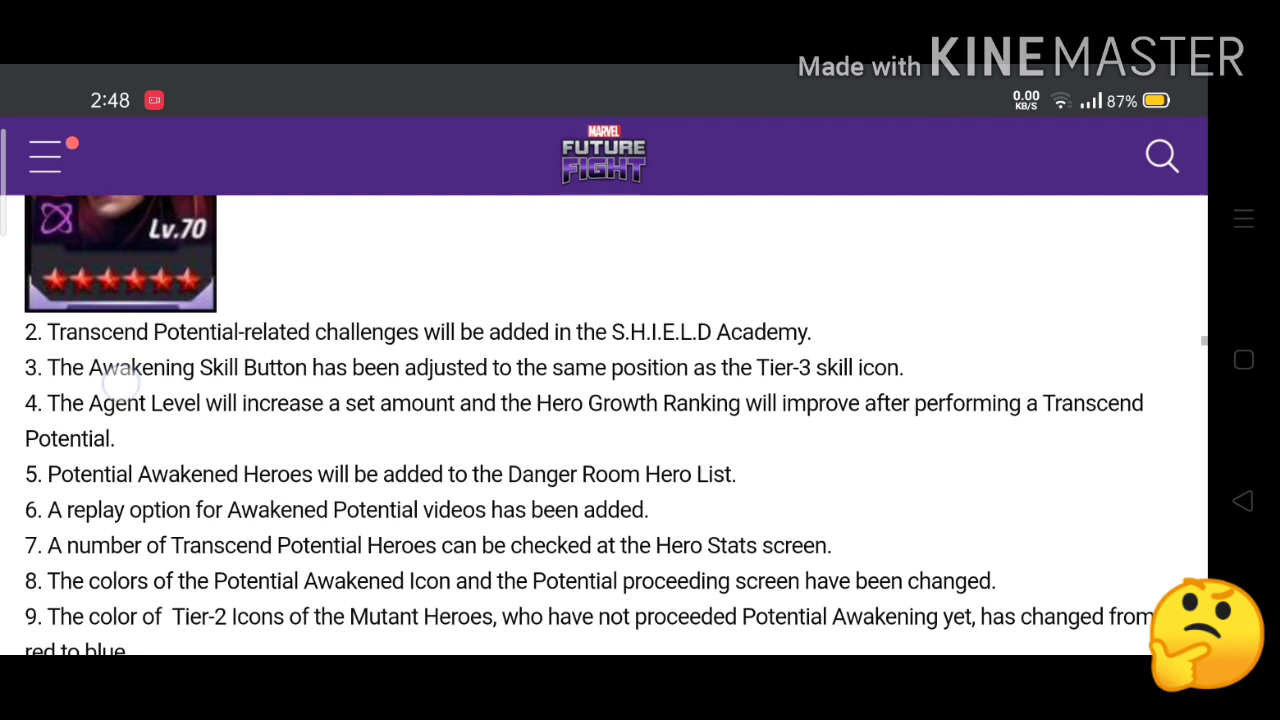 Made with KINEMASTER
2:48 0.00 KB/S 87%
MARVEL
FUTURE
FIGHT
Lv.70
2. Transcend Potential-related challenges will be added in the S.H.I.E.L.D Academy.
3. The Awakening Skill Button has been adjusted to the same position as the Tier-3 skill icon.
4. The Agent Level will increase a set amount and the Hero Growth Ranking will improve after performing a Transcend
Potential.
5. Potential Awakened Heroes will be added to the Danger Room Hero List.
6. A replay option for Awakened Potential videos has been added.
7. A number of Transcend Potential Heroes can be checked at the Hero Stats screen.
8. The colors of the Potential Awakened Icon and the Potential proceeding screen have been changed.
9. The color of  Tier-2 Icons of the Mutant Heroes, who have not proceeded Potential Awakening yet, has changed from
red to blue